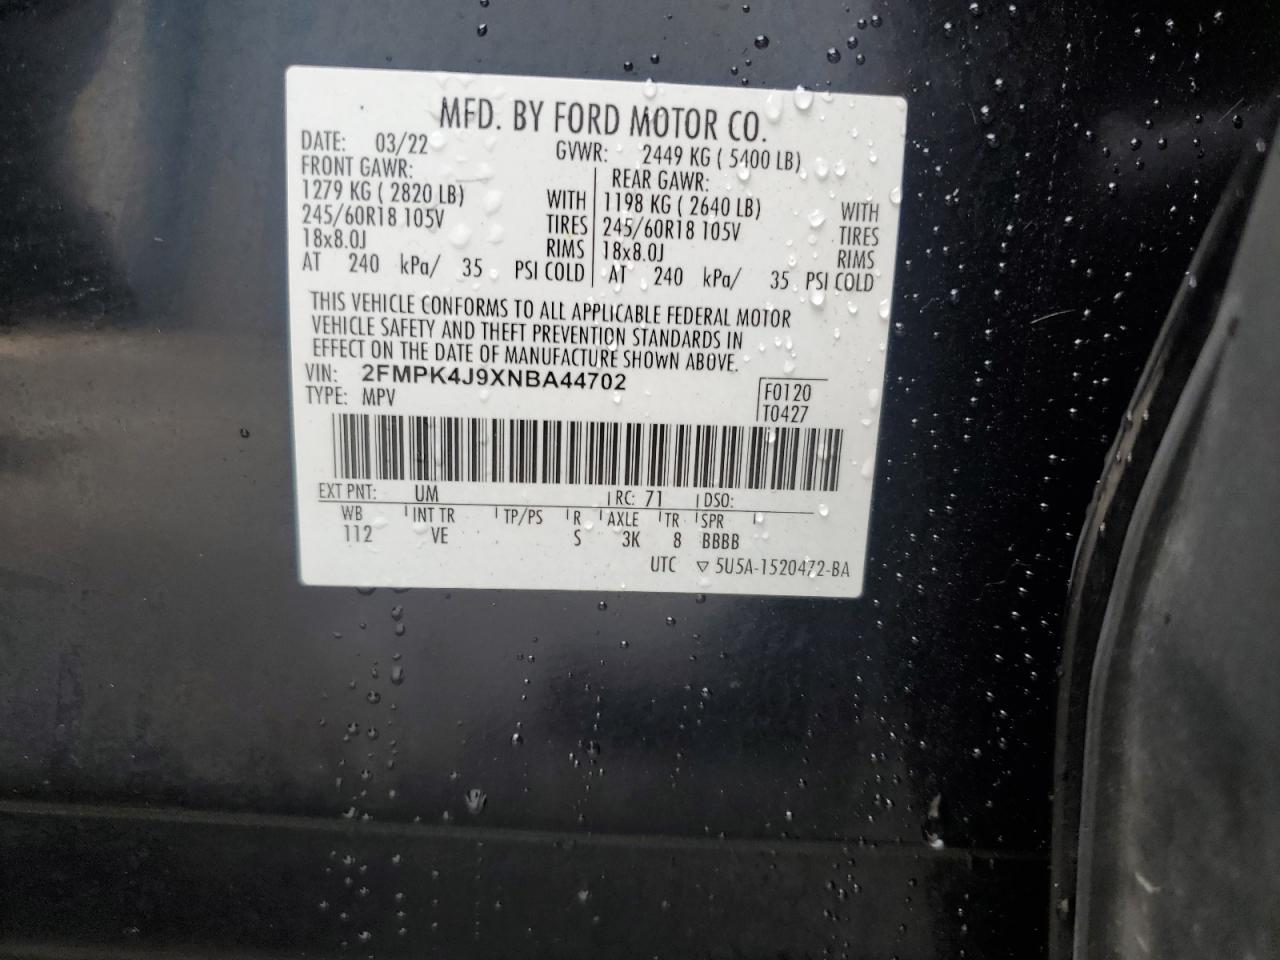 MFD. BY FORD MOTOR CO.
DATE: 03/22 GVWR: 2449 KG ( 5400 LB)
FRONT GAWR: REAR GAWR:
1279 KG ( 2820 LB) WITH 1198 KG ( 2640 LB) WITH
245/60R18 105V TIRES 245/60R18 105V TIRES
18x8.0J RIMS 18x8.0J RIMS
AT 240 kPa/ 35 PSI COLD AT 240 kPa/ 35 PSI COLD
THIS VEHICLE CONFORMS TO ALL APPLICABLE FEDERAL MOTOR
VEHICLE SAFETY AND THEFT PREVENTION STANDARDS IN
EFFECT ON THE DATE OF MANUFACTURE SHOWN ABOVE.
VIN: 2FMPK4J9XNBA44702 F0120
TYPE: MPV T0427
EXT PNT: UM RC: 71 DSO:
WB INT TR TP/PS R AXLE TR SPR
112 VE S 3K 8 BBBB
UTC ▽ 5U5A-1520472-BA